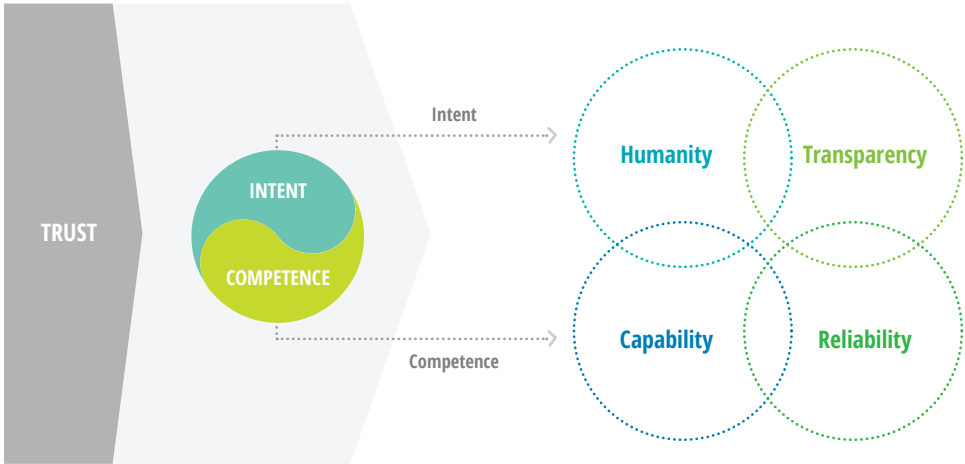 TRUST
INTENT
COMPETENCE
Intent
Competence
Humanity
Transparency
Capability
Reliability